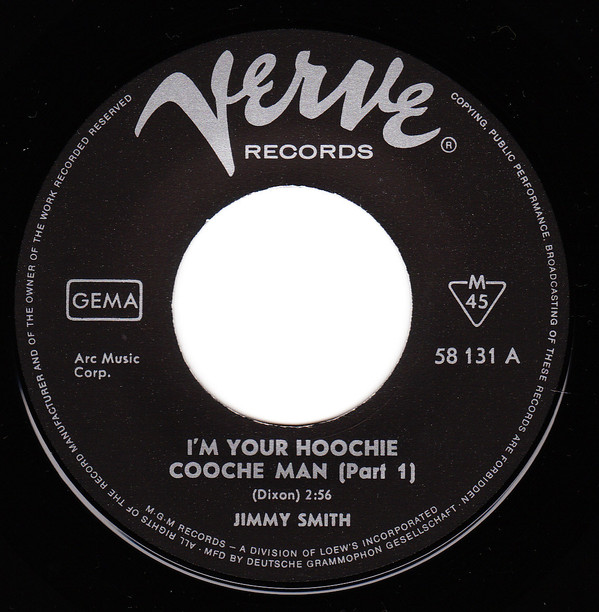 Verve
RECORDS ®
GEMA
M
45
Arc Music
Corp.
58 131 A
I'M YOUR HOOCHIE
COOCHE MAN (Part 1)
(Dixon) 2:56
JIMMY SMITH
M·G·M RECORDS – A DIVISION OF LOEW'S INCORPORATED
ALL RIGHTS OF THE RECORD MANUFACTURER AND OF THE OWNER OF THE WORK RECORDED RESERVED
COPYING, PUBLIC PERFORMANCE, BROADCASTING OF THESE RECORDS ARE FORBIDDEN
· MFD BY DEUTSCHE GRAMMOPHON GESELLSCHAFT ·